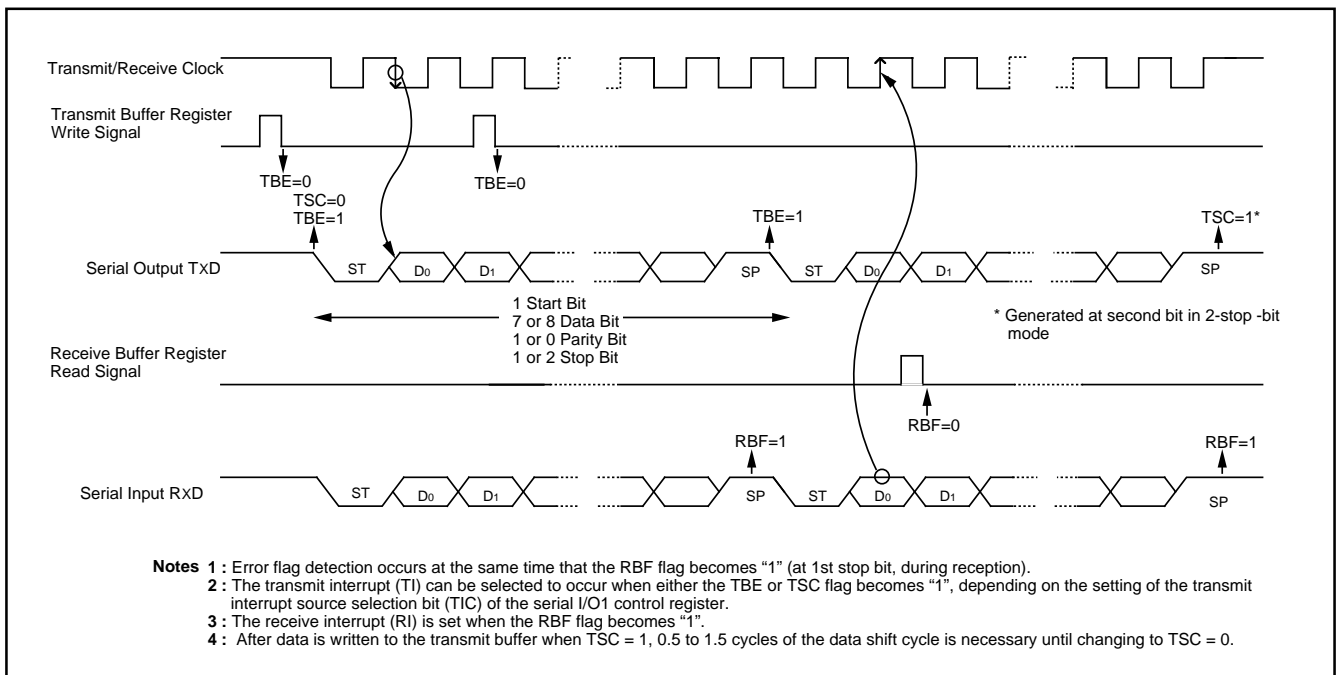 Transmit/Receive Clock
Transmit Buffer Register
Write Signal
TBE=0
TBE=0
TSC=0
TBE=1
TBE=1
TSC=1*
Serial Output TXD
ST
D0
D1
SP
ST
D0
D1
SP
1 Start Bit
7 or 8 Data Bit
1 or 0 Parity Bit
1 or 2 Stop Bit
* Generated at second bit in 2-stop -bit
mode
Receive Buffer Register
Read Signal
RBF=0
RBF=1
RBF=1
Serial Input RXD
ST
D0
D1
SP
ST
D0
D1
SP
Notes 1 : Error flag detection occurs at the same time that the RBF flag becomes “1” (at 1st stop bit, during reception).
2 : The transmit interrupt (TI) can be selected to occur when either the TBE or TSC flag becomes “1”, depending on the setting of the transmit
interrupt source selection bit (TIC) of the serial I/O1 control register.
3 : The receive interrupt (RI) is set when the RBF flag becomes “1”.
4 : After data is written to the transmit buffer when TSC = 1, 0.5 to 1.5 cycles of the data shift cycle is necessary until changing to TSC = 0.